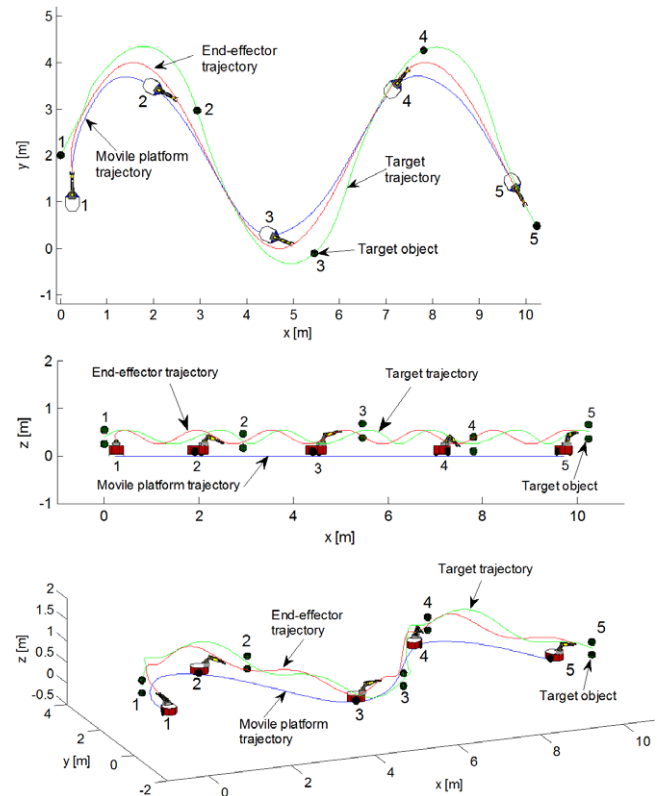 5
4
3
2
1
0
-1
y [m]
End-effector
trajectory
4
1
2
2
4
Movile platform
trajectory
Target
trajectory
1
3
5
Target object
3
5
0 1 2 3 4 5 6 7 8 9 10
x [m]
2
1
0
-1
z [m]
End-effector trajectory
Target trajectory
1
2
3
4
5
1
2
3
4
5
Movile platform trajectory
Target object
0 2 4 6 8 10
x [m]
2
1.5
1
0.5
0
-0.5
z [m]
Target trajectory
End-effector
trajectory
4
2
4
5
1
2
5
1
3
3
Movile platform
trajectory
Target object
4
2
0
-2
y [m]
0 2 4 6 8 10
x [m]